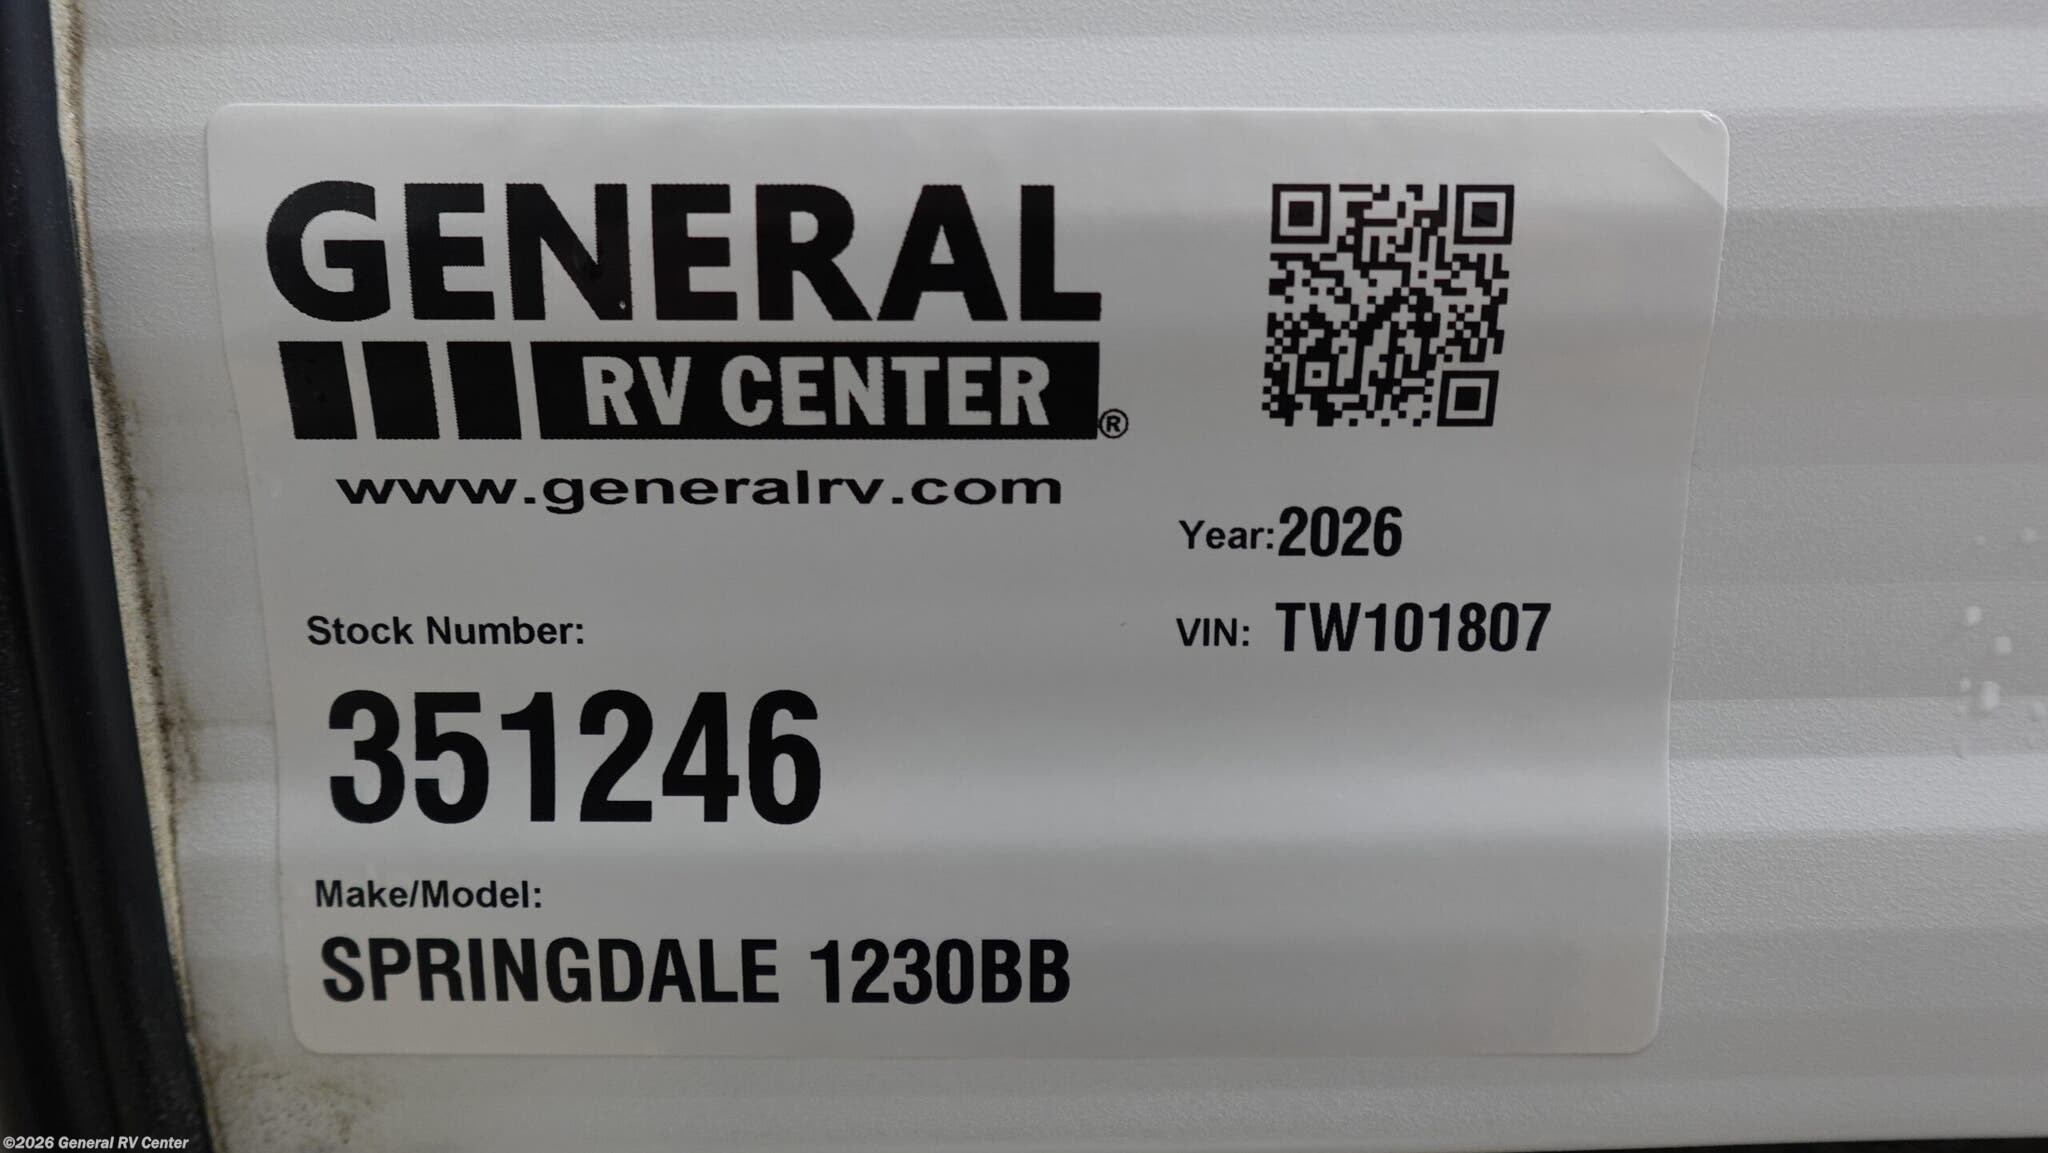 GENERAL
RV CENTER®
www.generalrv.com
Year: 2026
VIN: TW101807
Stock Number:
351246
Make/Model:
SPRINGDALE 1230BB
©2026 General RV Center